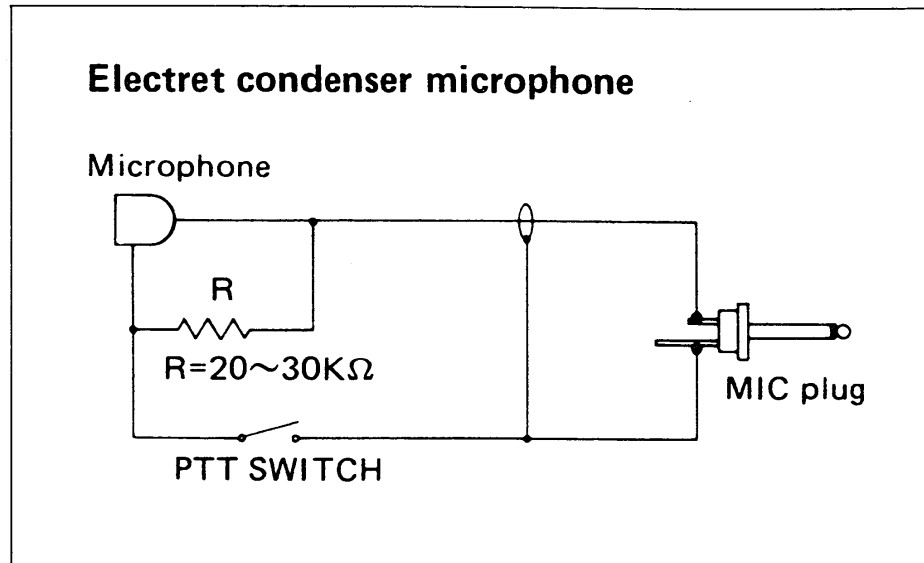 Electret condenser microphone
Microphone
R
R=20～30KΩ
MIC plug
PTT SWITCH